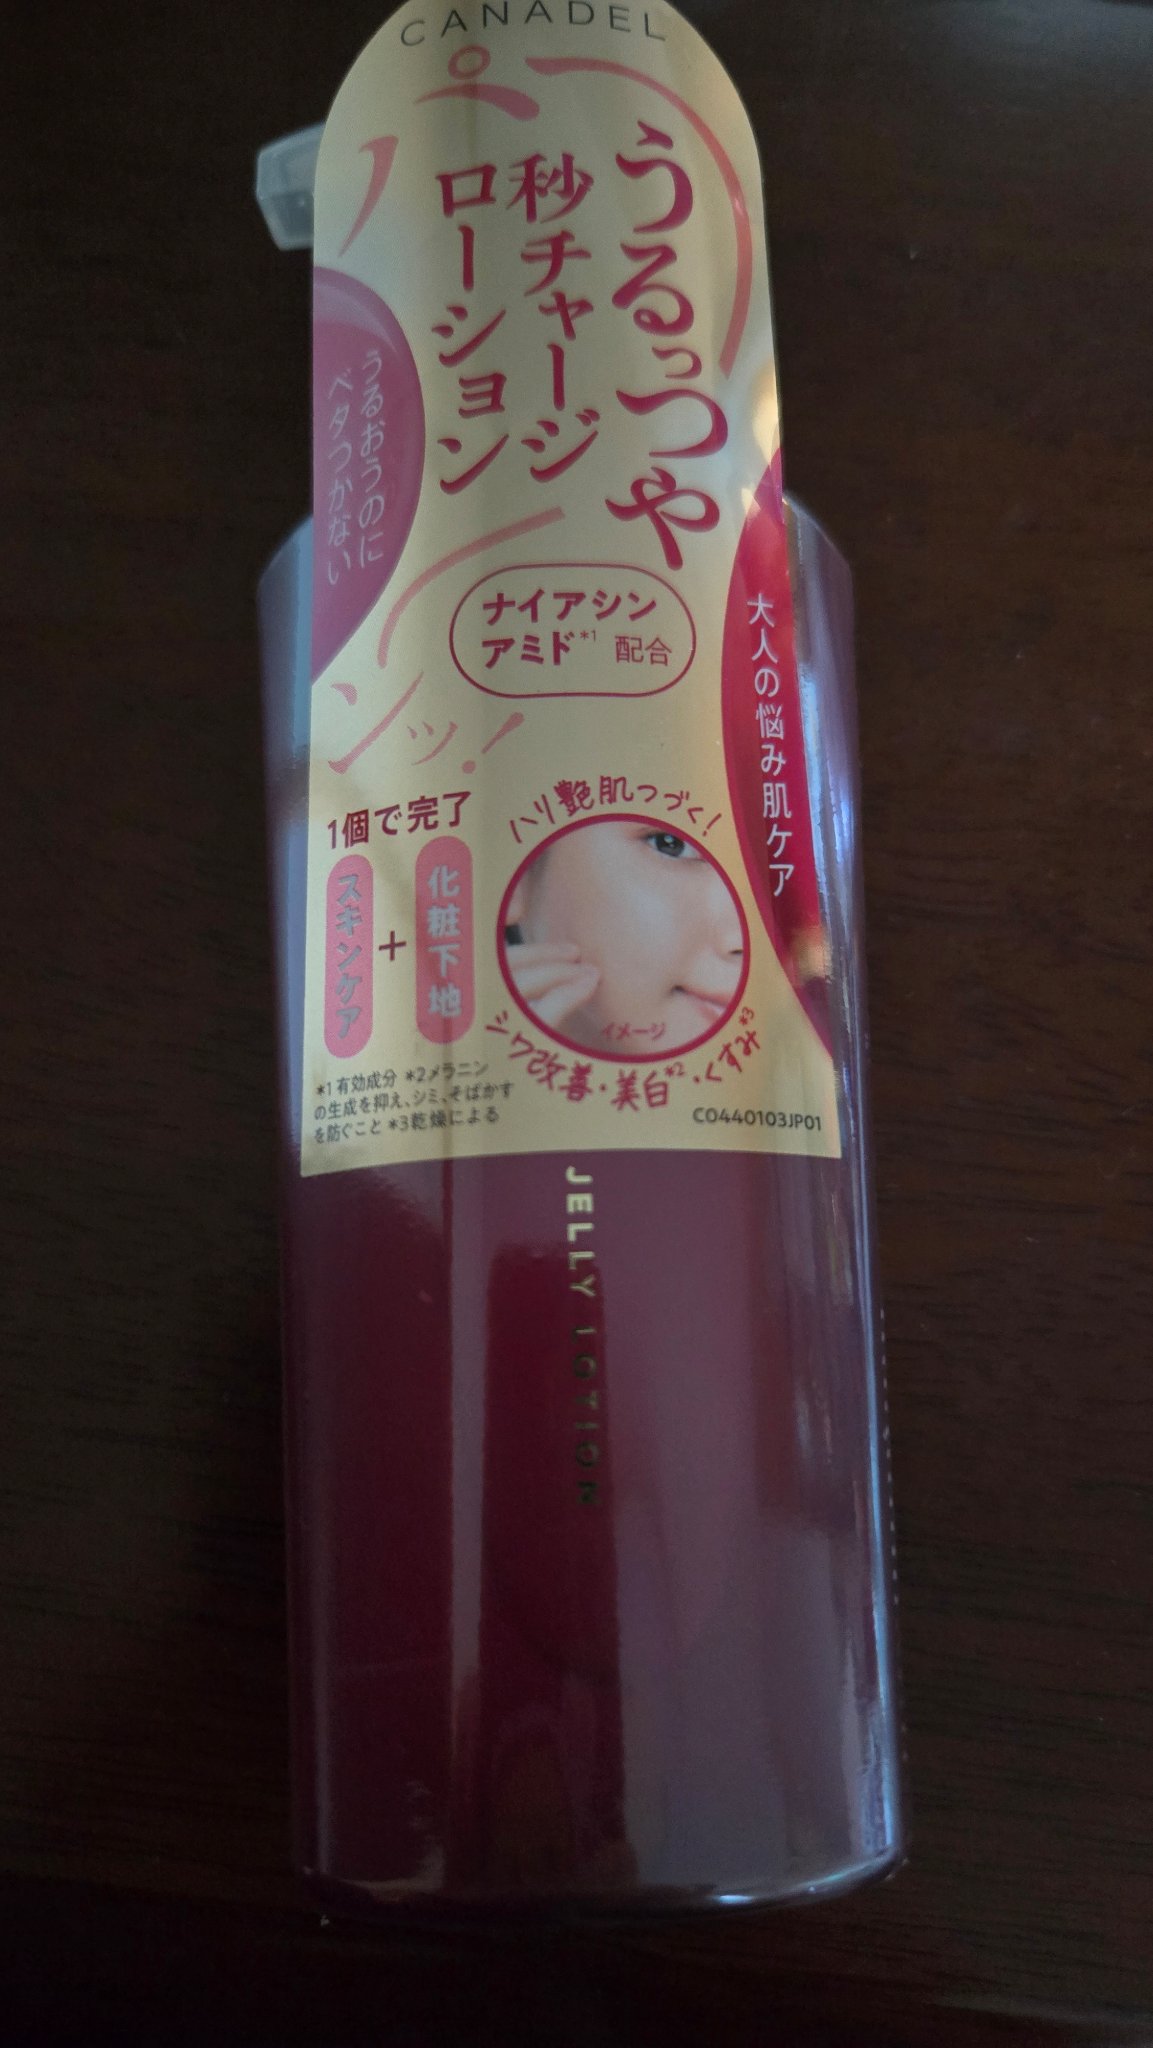 CANADEL
うるっつや
秒チャージ
ローション
うるおうのに
ベタつかない
大人の悩み肌ケア
ナイアシン
アミド*1 配合
ンッ!
1個で完了
スキンケア
+
化粧下地
ハリ艶肌つづく!
イメージ
シワ改善・美白*2・くすみ*3
*1有効成分 *2メラニン
の生成を抑え、シミ、そばかす
を防ぐこと *3乾燥による
C0440103JP01
JELLY LOTION